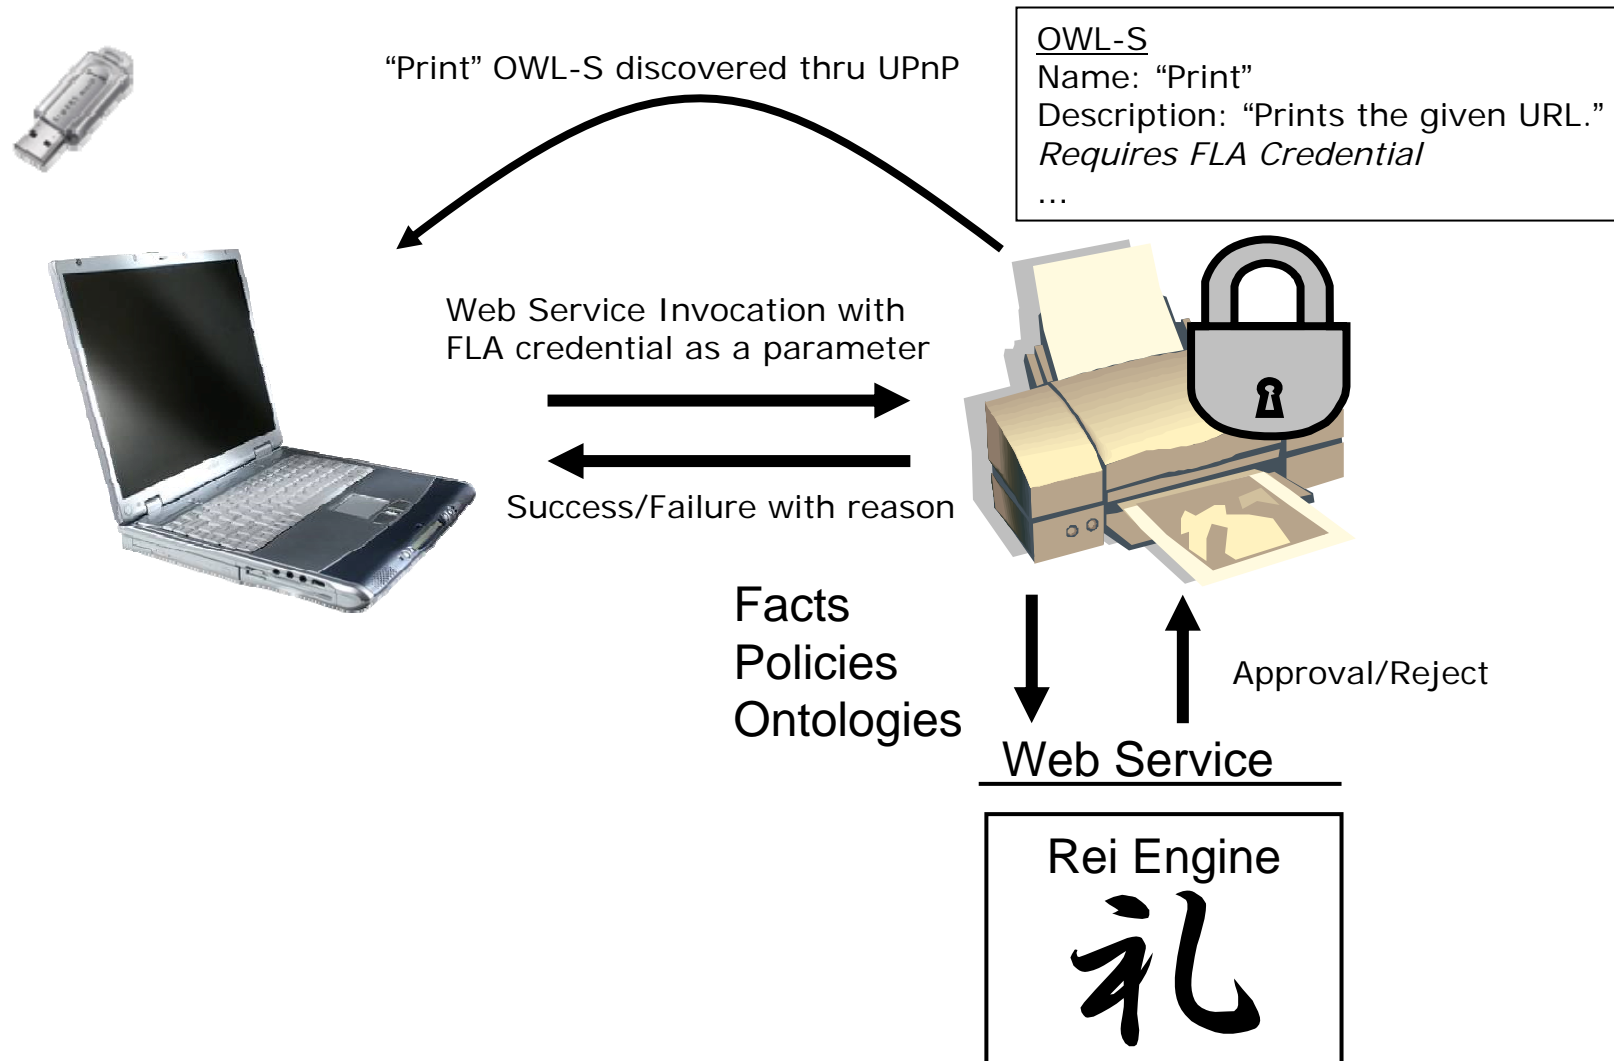 “Print” OWL-S discovered thru UPnP
OWL-S
Name: “Print”
Description: “Prints the given URL.”
Requires FLA Credential
...
Web Service Invocation with
FLA credential as a parameter
Success/Failure with reason
Facts
Policies
Ontologies
Approval/Reject
Web Service
Rei Engine
礼